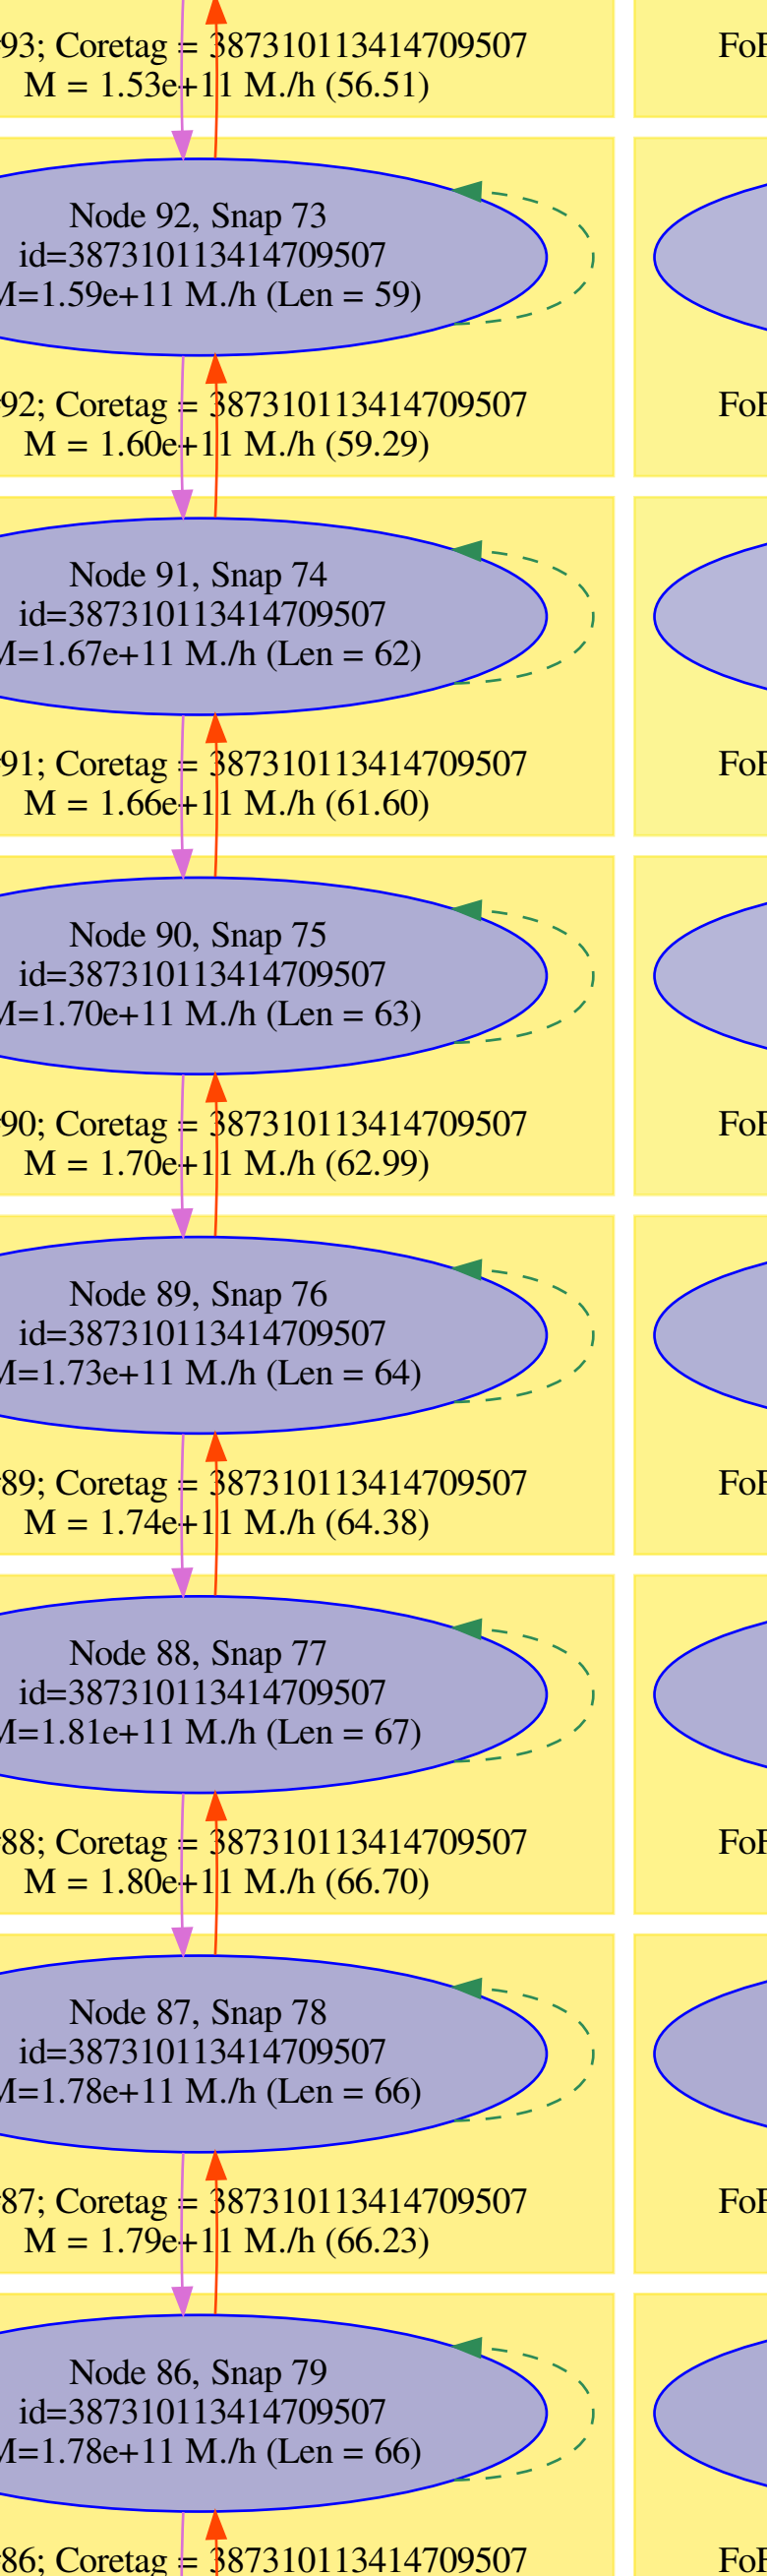 93; Coretag = 387310113414709507
M = 1.53e+11 M./h (56.51)
FoF
Node 92, Snap 73
id=387310113414709507
M=1.59e+11 M./h (Len = 59)
92; Coretag = 387310113414709507
M = 1.60e+11 M./h (59.29)
FoF
Node 91, Snap 74
id=387310113414709507
M=1.67e+11 M./h (Len = 62)
91; Coretag = 387310113414709507
M = 1.66e+11 M./h (61.60)
FoF
Node 90, Snap 75
id=387310113414709507
M=1.70e+11 M./h (Len = 63)
90; Coretag = 387310113414709507
M = 1.70e+11 M./h (62.99)
FoF
Node 89, Snap 76
id=387310113414709507
M=1.73e+11 M./h (Len = 64)
89; Coretag = 387310113414709507
M = 1.74e+11 M./h (64.38)
FoF
Node 88, Snap 77
id=387310113414709507
M=1.81e+11 M./h (Len = 67)
88; Coretag = 387310113414709507
M = 1.80e+11 M./h (66.70)
FoF
Node 87, Snap 78
id=387310113414709507
M=1.78e+11 M./h (Len = 66)
87; Coretag = 387310113414709507
M = 1.79e+11 M./h (66.23)
FoF
Node 86, Snap 79
id=387310113414709507
M=1.78e+11 M./h (Len = 66)
86; Coretag = 387310113414709507
FoF